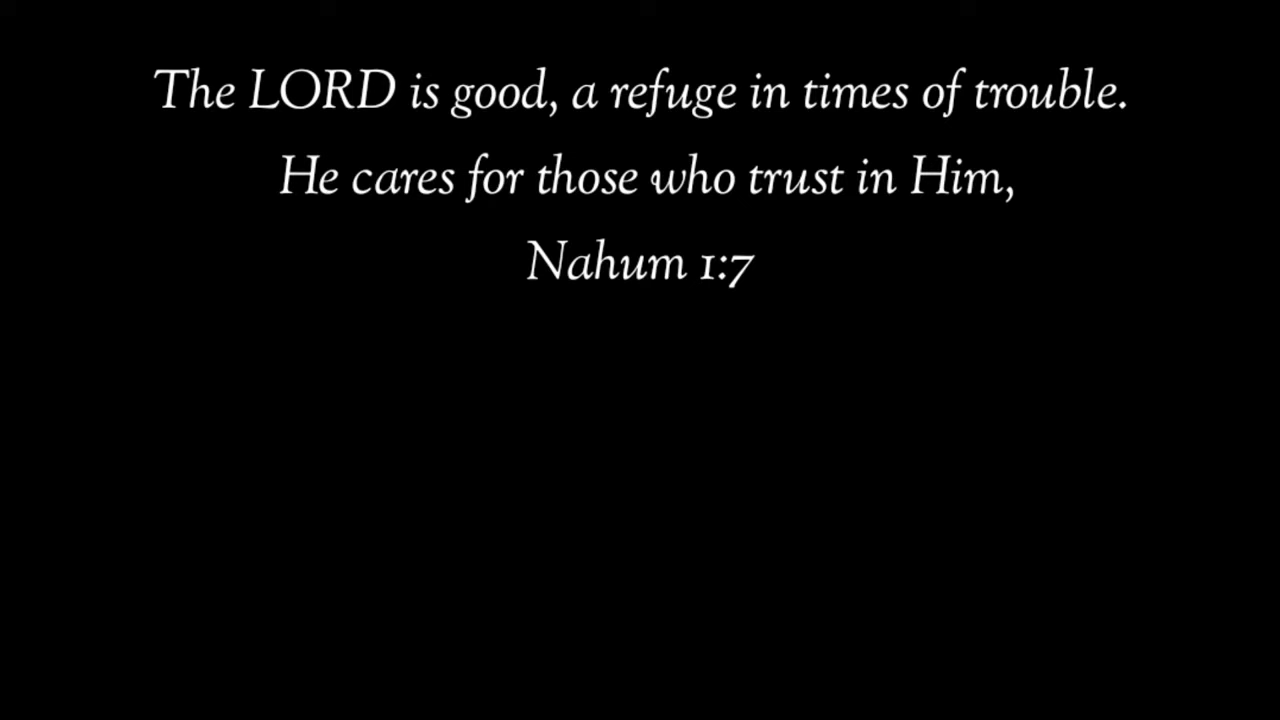 The LORD is good, a refuge in times of trouble.
He cares for those who trust in Him,
Nahum 1:7